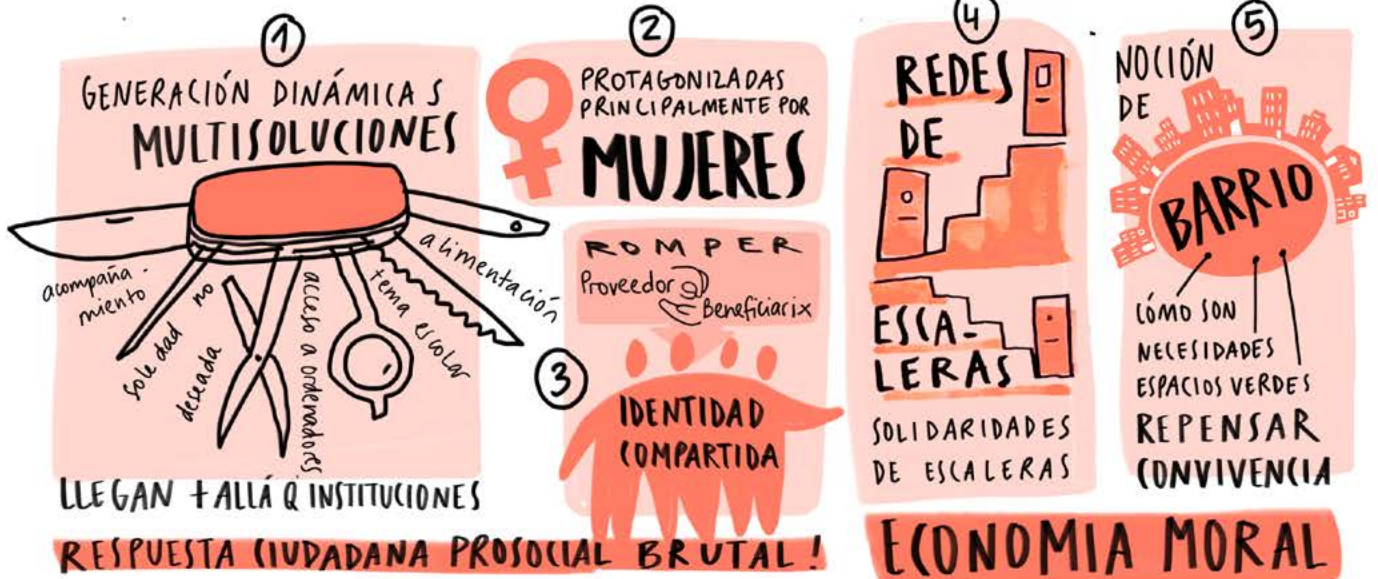 1
GENERACIÓN DINÁMICAS
MULTISOLUCIONES
acompaña-
miento
soledad no
deseada
acceso a ordenadores
tema escolar
alimentación
LLEGAN + ALLÁ Q' INSTITUCIONES
2
PROTAGONIZADAS
PRINCIPALMENTE POR
MUJERES
ROMPER
Proveedor
Beneficiarix
3
IDENTIDAD
COMPARTIDA
RESPUESTA CIUDADANA PROSOCIAL BRUTAL!
4
REDES
DE
ESCA-
LERAS
SOLIDARIDADES
DE ESCALERAS
5
NOCIÓN
DE
BARRIO
CÓMO SON
NECESIDADES
ESPACIOS VERDES
REPENSAR
CONVIVENCIA
ECONOMIA MORAL